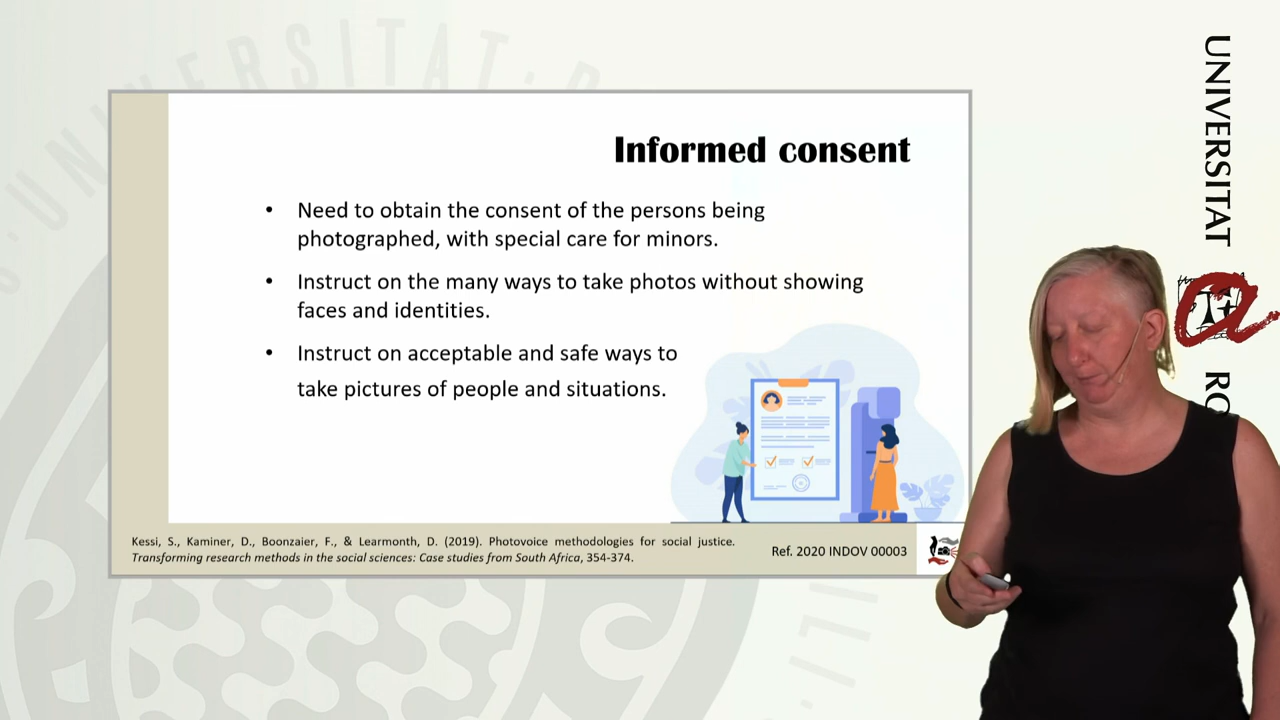 Informed consent
• Need to obtain the consent of the persons being
photographed, with special care for minors.
• Instruct on the many ways to take photos without showing
faces and identities.
• Instruct on acceptable and safe ways to
take pictures of people and situations.
Kessi, S., Kaminer, D., Boonzaier, F., & Learmonth, D. (2019). Photovoice methodologies for social justice.
Transforming research methods in the social sciences: Case studies from South Africa, 354-374.
Ref. 2020 INDOV 00003
UNIVERSITAT